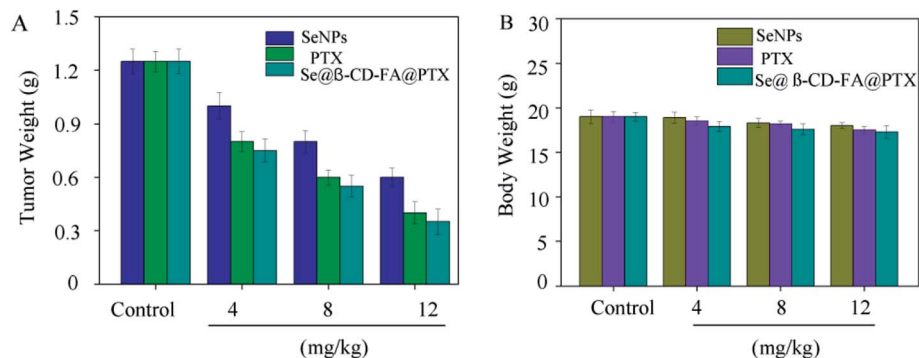 A
Tumor Weight (g)
1.5
1.2
0.9
0.6
0.3
0
SeNPs
PTX
Se@ß-CD-FA@PTX
Control
4
8
12
(mg/kg)
B
Body Weight (g)
30
25
20
15
10
5
0
SeNPs
PTX
Se@ ß-CD-FA@PTX
Control
4
8
12
(mg/kg)